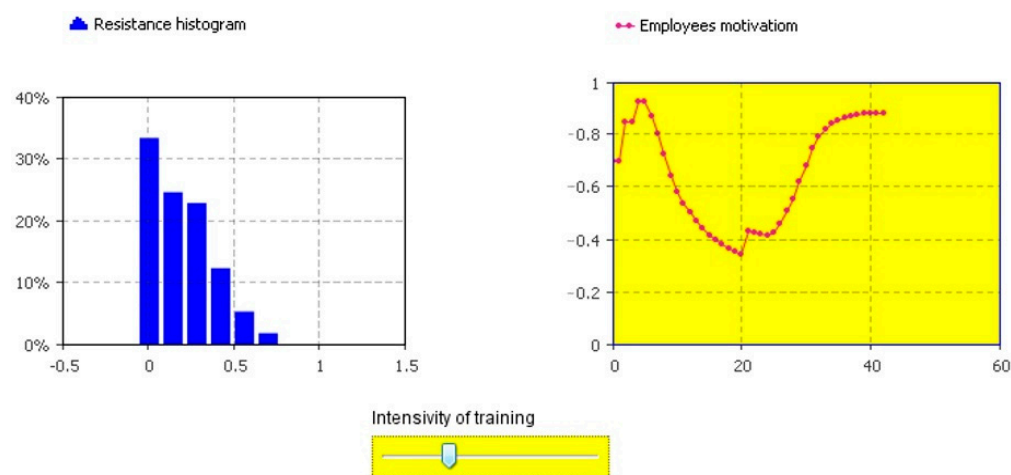 Resistance histogram
Employees motivatiom
40%
30%
20%
10%
0%
-0.5 0 0.5 1 1.5
1
-0.8
-0.6
-0.4
-0.2
0
0 20 40 60
Intensivity of training